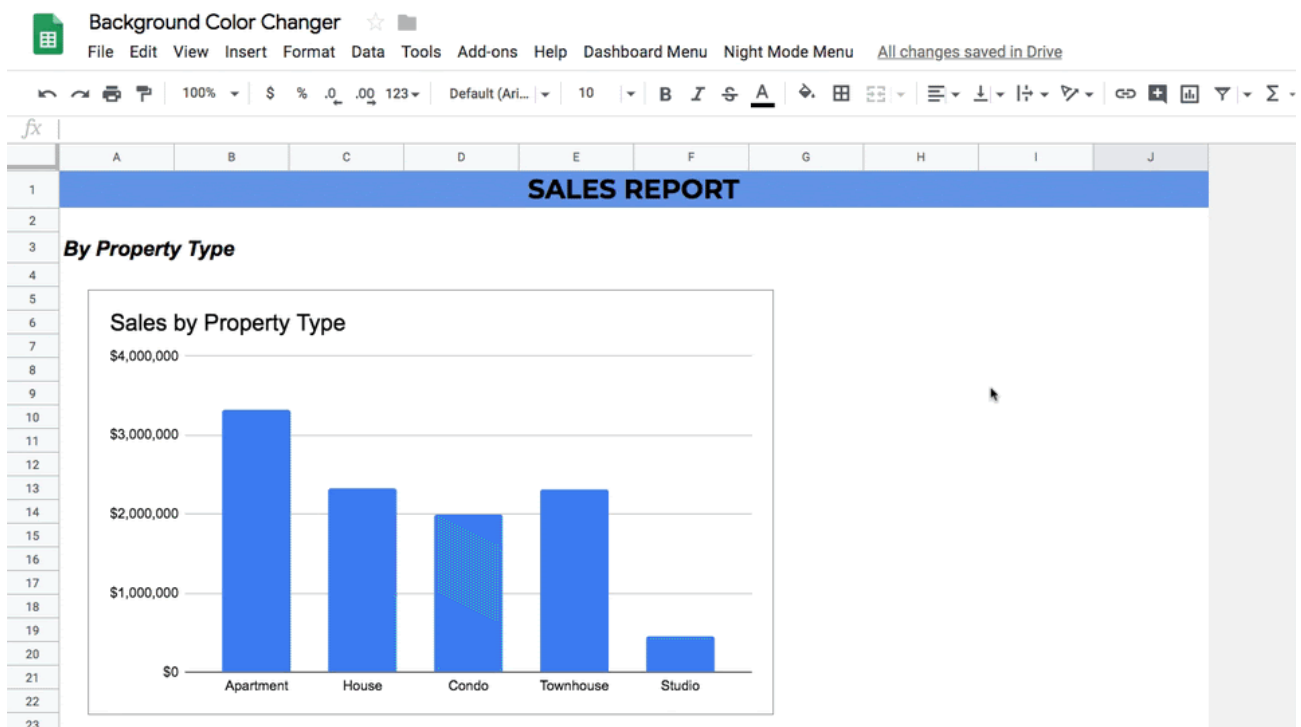 Background Color Changer
File Edit View Insert Format Data Tools Add-ons Help Dashboard Menu Night Mode Menu All changes saved in Drive
100% $ % .0 .00 123 Default (Ari... 10 B I S A Σ
fx
A B C D E F G H I J
1 SALES REPORT
2
3 By Property Type
4
5
6 Sales by Property Type
7 $4,000,000
8
9
10
11 $3,000,000
12
13
14 $2,000,000
15
16
17 $1,000,000
18
19
20
21 $0
Apartment House Condo Townhouse Studio
22
23